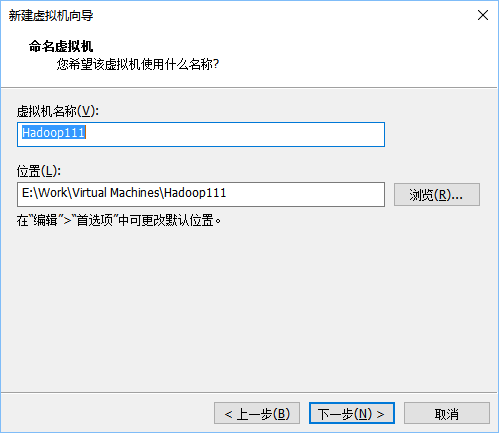 新建虚拟机向导
命名虚拟机
您希望该虚拟机使用什么名称?
虚拟机名称(V):
Hadoop111
位置(L):
E:\Work\Virtual Machines\Hadoop111
浏览(R)...
在“编辑”>“首选项”中可更改默认位置。
< 上一步(B)
下一步(N) >
取消